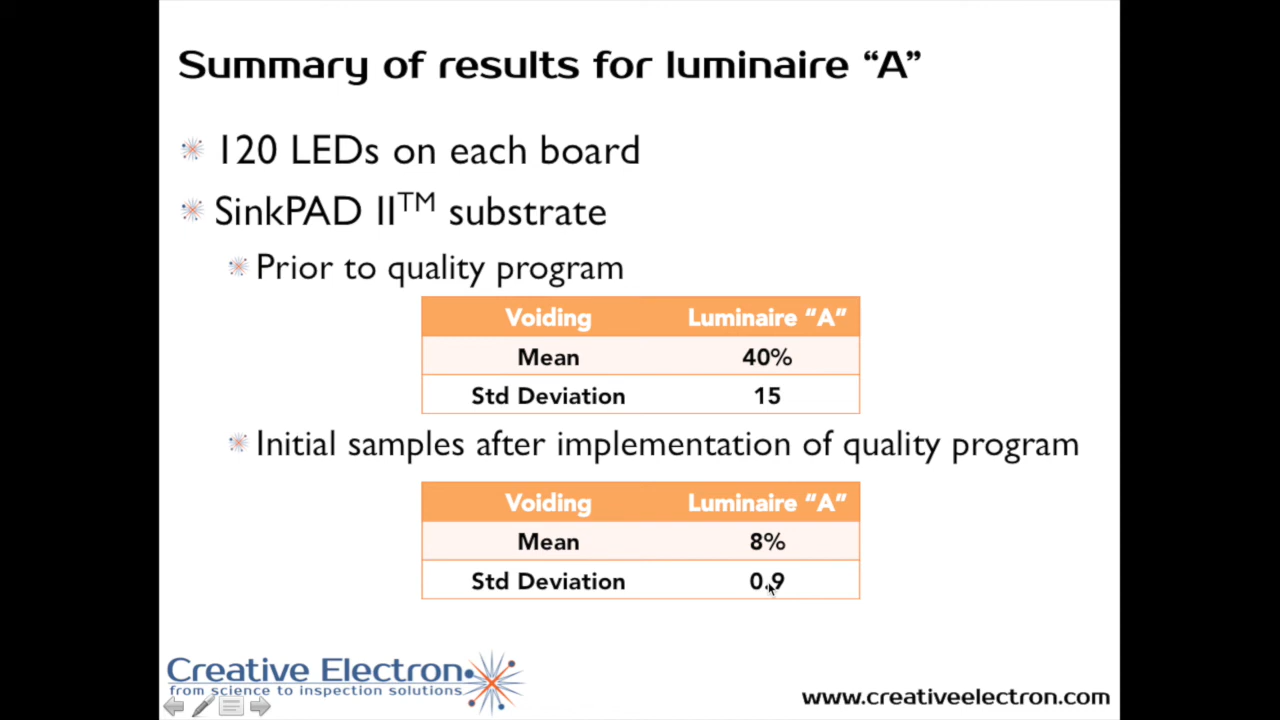 Summary of results for luminaire “A”
120 LEDs on each board
SinkPAD II™ substrate
Prior to quality program
Voiding Luminaire “A”
Mean 40%
Std Deviation 15
Initial samples after implementation of quality program
Voiding Luminaire “A”
Mean 8%
Std Deviation 0.9
Creative Electron
from science to inspection solutions
www.creativeelectron.com